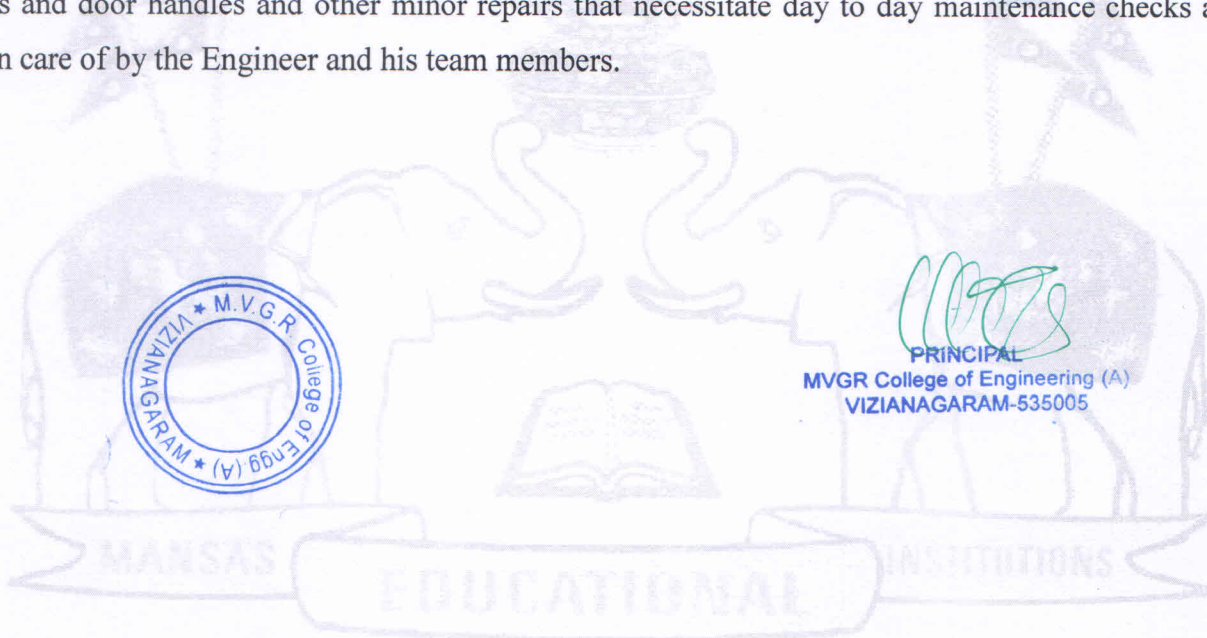 s and door handles and other minor repairs that necessitate day to day maintenance checks a
n care of by the Engineer and his team members.
★ M.V.G.R. College of Engg (A) ★ VIZIANAGARAM
PRINCIPAL
MVGR College of Engineering (A)
VIZIANAGARAM-535005
MANSAS
EDUCATIONAL
INSTITUTIONS